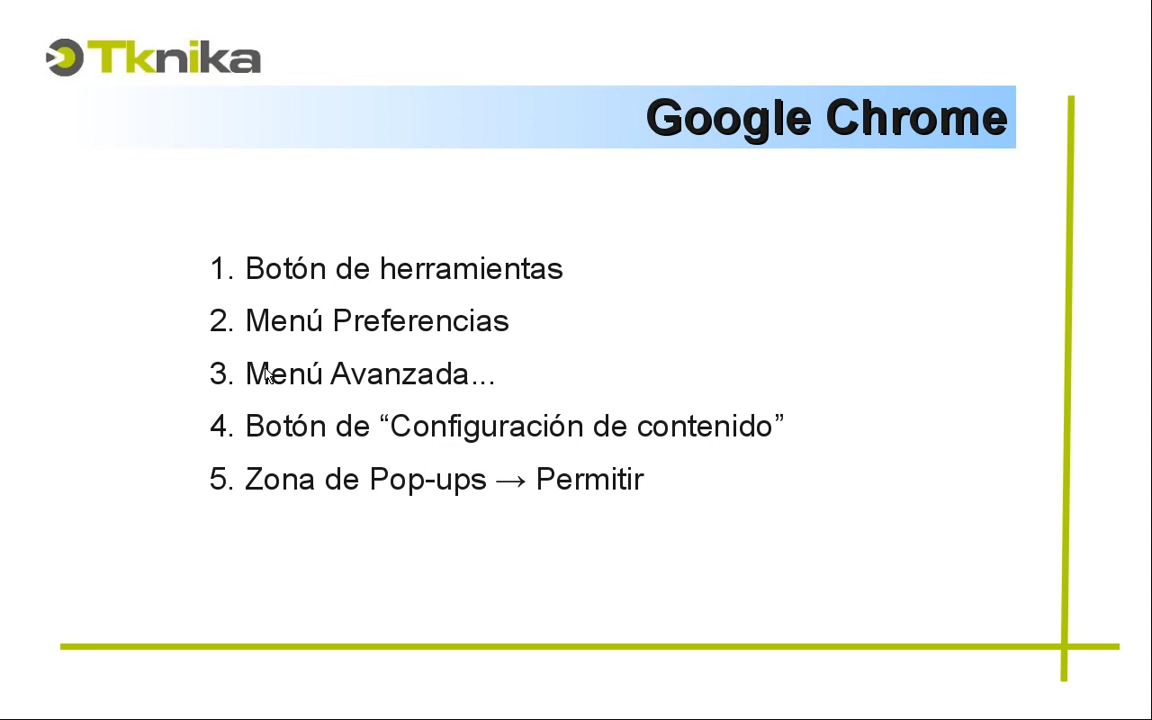 Tknika
Google Chrome
1. Botón de herramientas
2. Menú Preferencias
3. Menú Avanzada...
4. Botón de “Configuración de contenido”
5. Zona de Pop-ups → Permitir